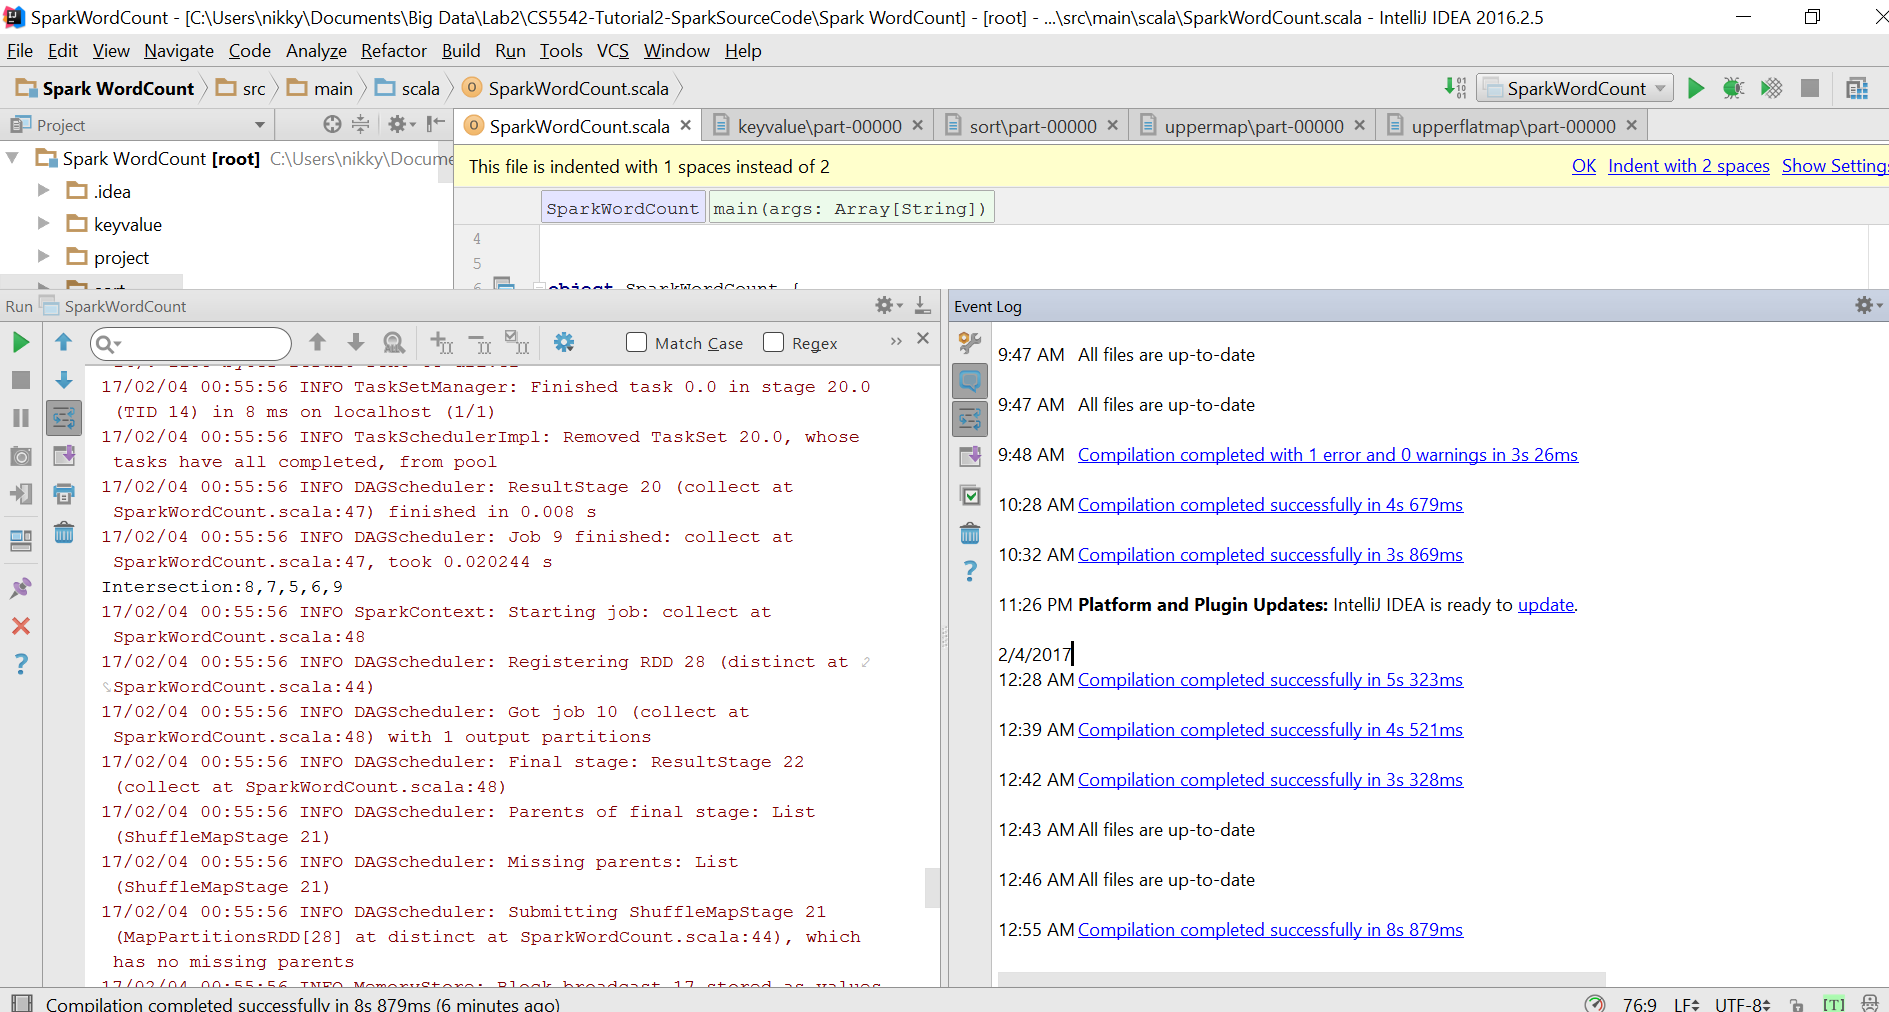 SparkWordCount - [C:\Users\nikky\Documents\Big Data\Lab2\CS5542-Tutorial2-SparkSourceCode\Spark WordCount] - [root] - ...\src\main\scala\SparkWordCount.scala - IntelliJ IDEA 2016.2.5
File Edit View Navigate Code Analyze Refactor Build Run Tools VCS Window Help
Spark WordCount src main scala SparkWordCount.scala SparkWordCount
Project SparkWordCount.scala keyvalue\part-00000 sort\part-00000 uppermap\part-00000 upperflatmap\part-00000
Spark WordCount [root] C:\Users\nikky\Docume
.idea
keyvalue
project
This file is indented with 1 spaces instead of 2 OK Indent with 2 spaces Show Settings
SparkWordCount main(args: Array[String])
4
5
6 object SparkWordCount {
Run SparkWordCount
Match Case Regex
17/02/04 00:55:56 INFO TaskSetManager: Finished task 0.0 in stage 20.0
(TID 14) in 8 ms on localhost (1/1)
17/02/04 00:55:56 INFO TaskSchedulerImpl: Removed TaskSet 20.0, whose
tasks have all completed, from pool
17/02/04 00:55:56 INFO DAGScheduler: ResultStage 20 (collect at
SparkWordCount.scala:47) finished in 0.008 s
17/02/04 00:55:56 INFO DAGScheduler: Job 9 finished: collect at
SparkWordCount.scala:47, took 0.020244 s
Intersection:8,7,5,6,9
17/02/04 00:55:56 INFO SparkContext: Starting job: collect at
SparkWordCount.scala:48
17/02/04 00:55:56 INFO DAGScheduler: Registering RDD 28 (distinct at
SparkWordCount.scala:44)
17/02/04 00:55:56 INFO DAGScheduler: Got job 10 (collect at
SparkWordCount.scala:48) with 1 output partitions
17/02/04 00:55:56 INFO DAGScheduler: Final stage: ResultStage 22
(collect at SparkWordCount.scala:48)
17/02/04 00:55:56 INFO DAGScheduler: Parents of final stage: List
(ShuffleMapStage 21)
17/02/04 00:55:56 INFO DAGScheduler: Missing parents: List
(ShuffleMapStage 21)
17/02/04 00:55:56 INFO DAGScheduler: Submitting ShuffleMapStage 21
(MapPartitionsRDD[28] at distinct at SparkWordCount.scala:44), which
has no missing parents
17/02/04 00:55:56 INFO MemoryStore: Block broadcast_17 stored as values
Event Log
9:47 AM All files are up-to-date
9:47 AM All files are up-to-date
9:48 AM Compilation completed with 1 error and 0 warnings in 3s 26ms
10:28 AM Compilation completed successfully in 4s 679ms
10:32 AM Compilation completed successfully in 3s 869ms
11:26 PM Platform and Plugin Updates: IntelliJ IDEA is ready to update.
2/4/2017
12:28 AM Compilation completed successfully in 5s 323ms
12:39 AM Compilation completed successfully in 4s 521ms
12:42 AM Compilation completed successfully in 3s 328ms
12:43 AM All files are up-to-date
12:46 AM All files are up-to-date
12:55 AM Compilation completed successfully in 8s 879ms
Compilation completed successfully in 8s 879ms (6 minutes ago) 76:9 LF UTF-8 [T]